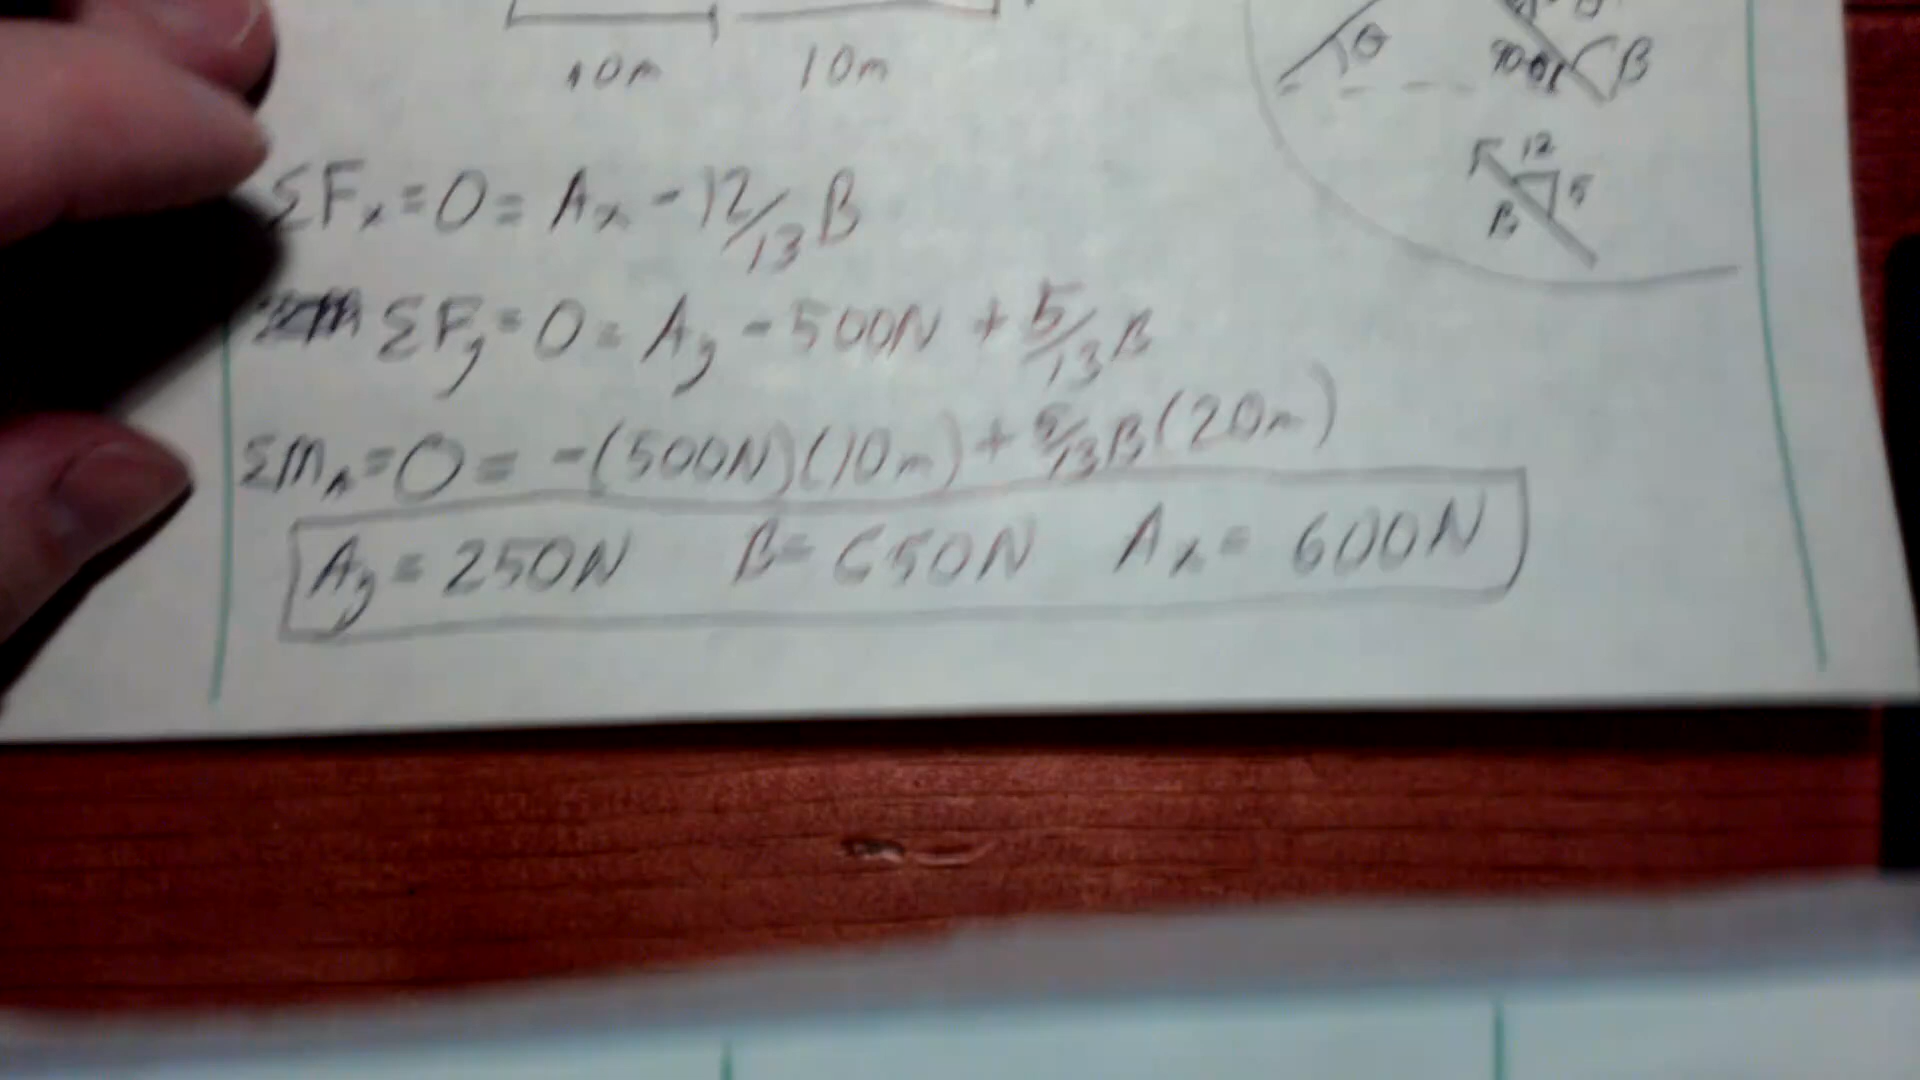 10m 10m
θ
90-θ β
12
5
B
ΣFx = 0 = Ax - 12/13 B
ΣFy = 0 = Ay - 500N + 5/13 B
ΣMA = 0 = -(500N)(10m) + 5/13 B (20m)
Ay = 250N B = 650N Ax = 600N